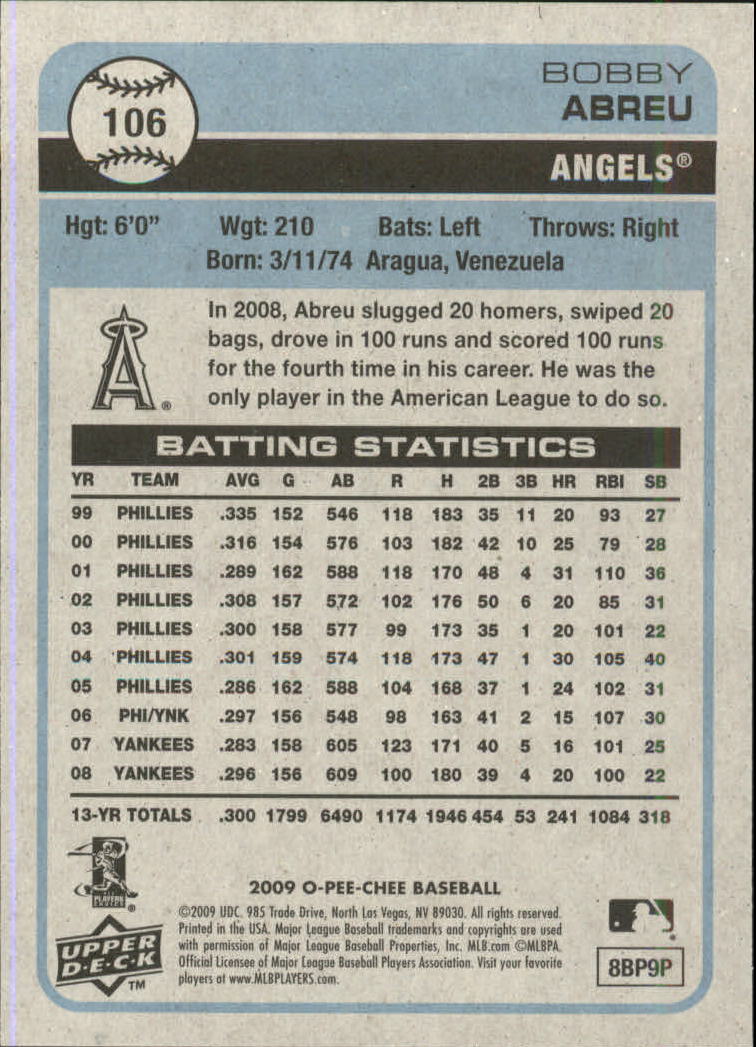 106
BOBBY
ABREU
ANGELS®
Hgt: 6'0" Wgt: 210 Bats: Left Throws: Right
Born: 3/11/74 Aragua, Venezuela
A®
In 2008, Abreu slugged 20 homers, swiped 20
bags, drove in 100 runs and scored 100 runs
for the fourth time in his career. He was the
only player in the American League to do so.
BATTING STATISTICS
YR TEAM AVG G AB R H 2B 3B HR RBI SB
99 PHILLIES .335 152 546 118 183 35 11 20 93 27
00 PHILLIES .316 154 576 103 182 42 10 25 79 28
01 PHILLIES .289 162 588 118 170 48 4 31 110 36
02 PHILLIES .308 157 572 102 176 50 6 20 85 31
03 PHILLIES .300 158 577 99 173 35 1 20 101 22
04 PHILLIES .301 159 574 118 173 47 1 30 105 40
05 PHILLIES .286 162 588 104 168 37 1 24 102 31
06 PHI/YNK .297 156 548 98 163 41 2 15 107 30
07 YANKEES .283 158 605 123 171 40 5 16 101 25
08 YANKEES .296 156 609 100 180 39 4 20 100 22
13-YR TOTALS .300 1799 6490 1174 1946 454 53 241 1084 318
PLAYERS
CHOICE
®
2009 O-PEE-CHEE BASEBALL
©2009 UDC. 985 Trade Drive, North Las Vegas, NV 89030. All rights reserved.
Printed in the USA. Major League Baseball trademarks and copyrights are used
with permission of Major League Baseball Properties, Inc. MLB.com ©MLBPA.
Official Licensee of Major League Baseball Players Association. Visit your favorite
players at www.MLBPLAYERS.com.
UPPER
D·E·C·K
TM
8BP9P